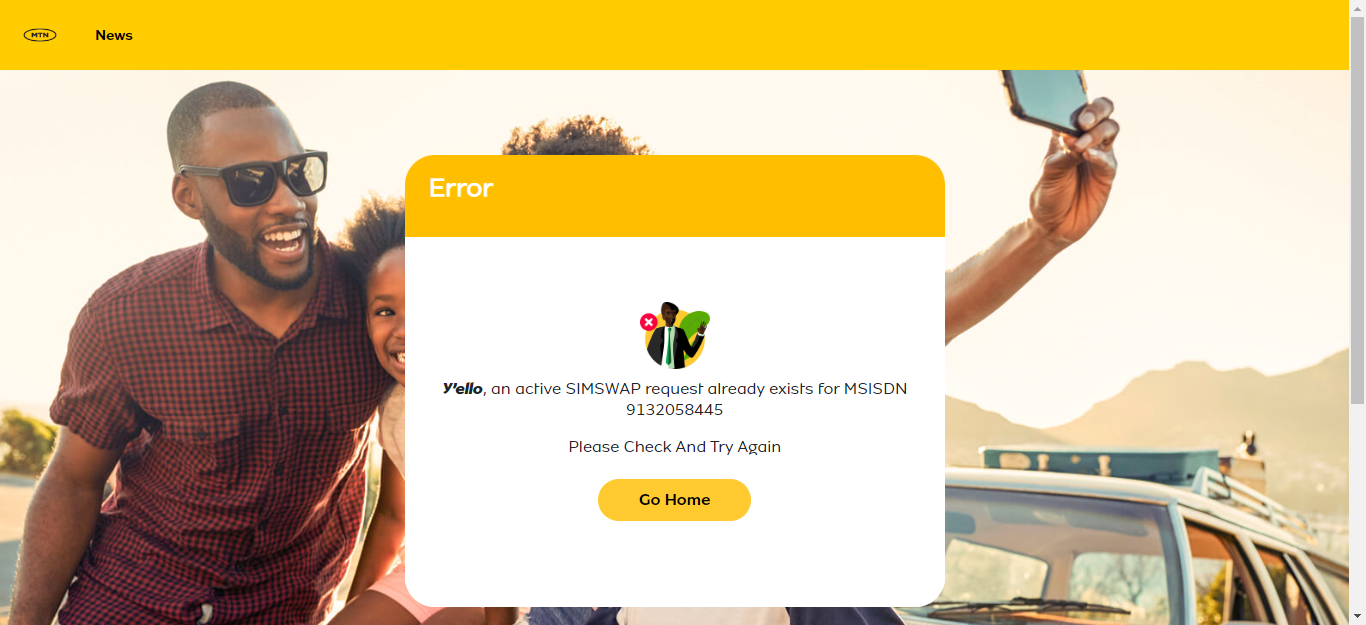 MTN
News
Error
Y'ello, an active SIMSWAP request already exists for MSISDN
9132058445
Please Check And Try Again
Go Home